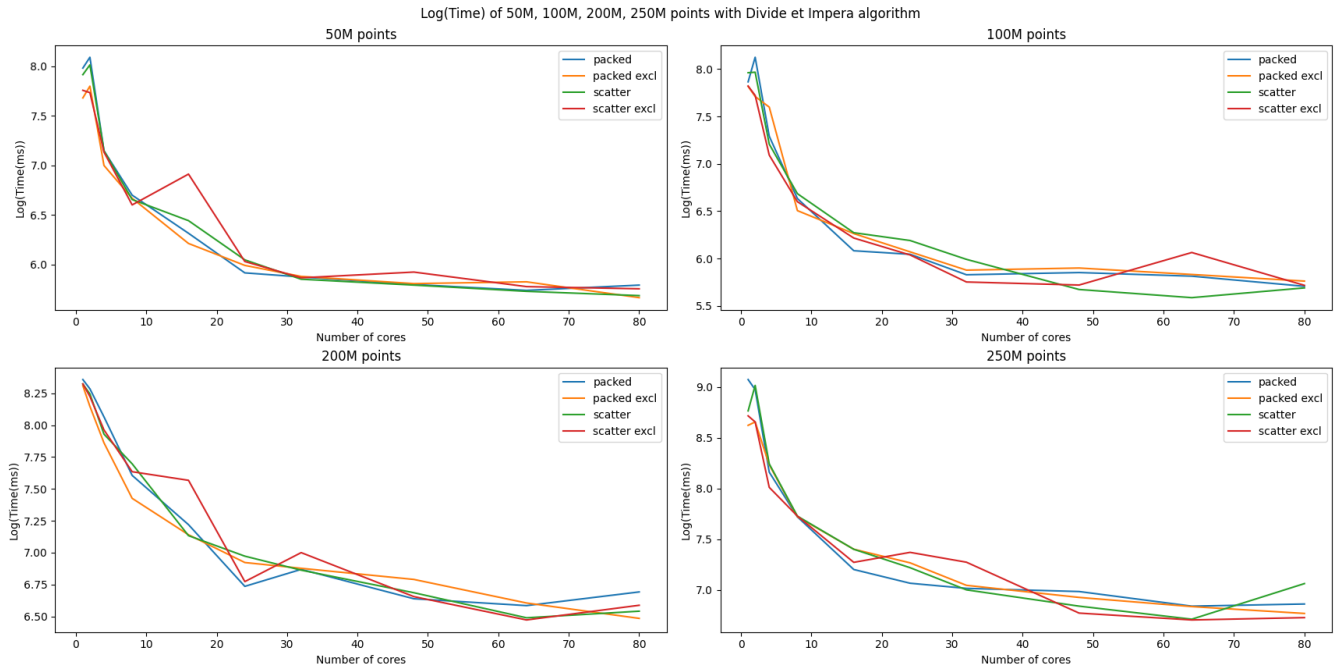 Log(Time) of 50M, 100M, 200M, 250M points with Divide et Impera algorithm
50M points
8.0
7.5
7.0
6.5
6.0
Log(Time(ms))
0 10 20 30 40 50 60 70 80
Number of cores
packed
packed excl
scatter
scatter excl
100M points
8.0
7.5
7.0
6.5
6.0
5.5
Log(Time(ms))
0 10 20 30 40 50 60 70 80
Number of cores
packed
packed excl
scatter
scatter excl
200M points
8.25
8.00
7.75
7.50
7.25
7.00
6.75
6.50
Log(Time(ms))
0 10 20 30 40 50 60 70 80
Number of cores
packed
packed excl
scatter
scatter excl
250M points
9.0
8.5
8.0
7.5
7.0
Log(Time(ms))
0 10 20 30 40 50 60 70 80
Number of cores
packed
packed excl
scatter
scatter excl